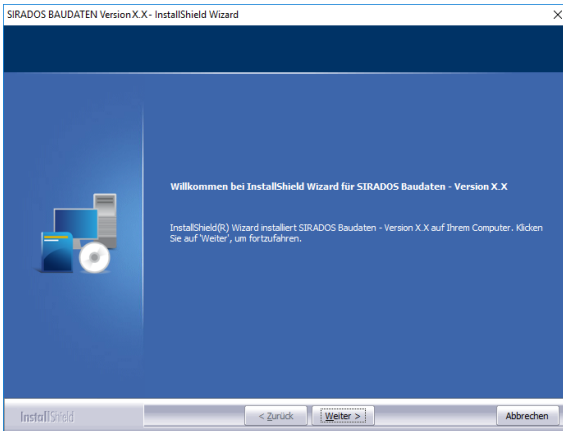 SIRADOS BAUDATEN Version X.X - InstallShield Wizard
Willkommen bei InstallShield Wizard für SIRADOS Baudaten - Version X.X
InstallShield(R) Wizard installiert SIRADOS Baudaten - Version X.X auf Ihrem Computer. Klicken
Sie auf 'Weiter', um fortzufahren.
InstallShield
< Zurück
Weiter >
Abbrechen